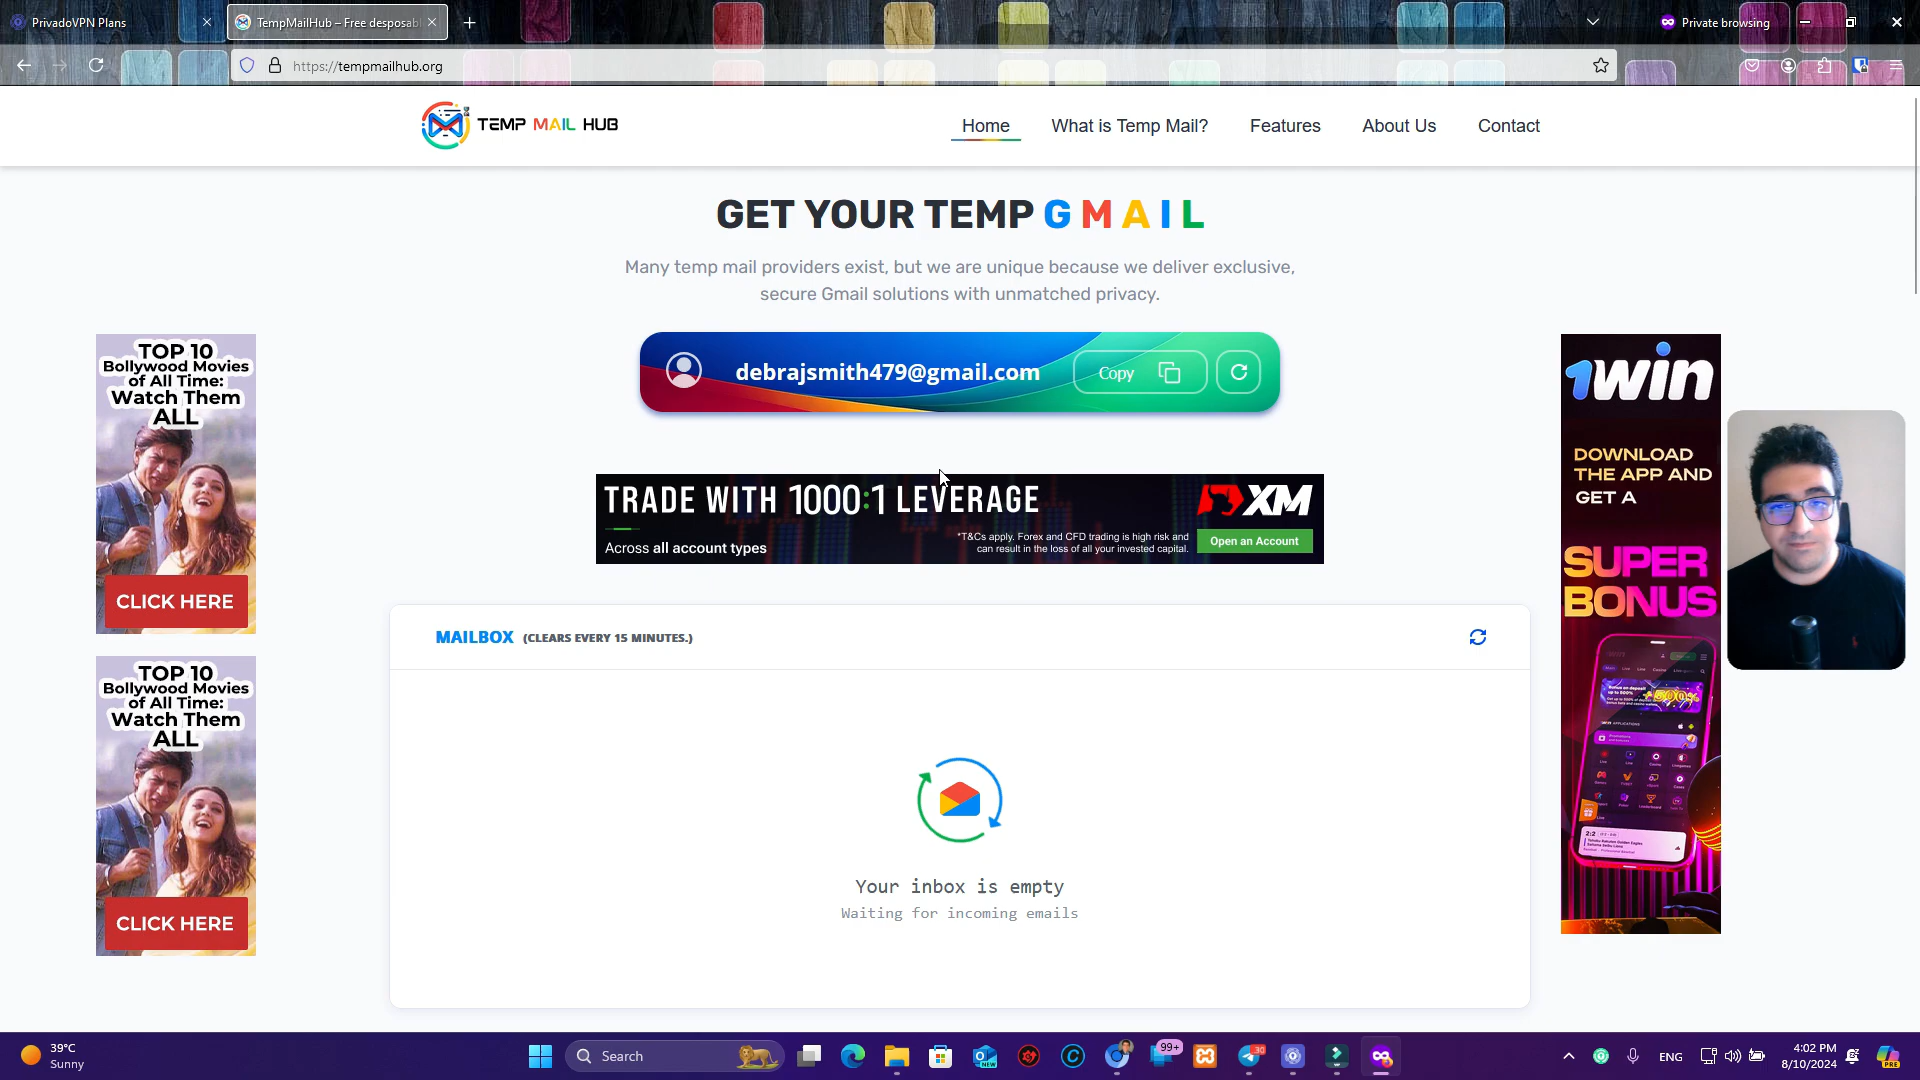 PrivadoVPN Plans
TempMailHub – Free desposab
Private browsing
https://tempmailhub.org
TEMP MAIL HUB
Home
What is Temp Mail?
Features
About Us
Contact
GET YOUR TEMP GMAIL
Many temp mail providers exist, but we are unique because we deliver exclusive,
secure Gmail solutions with unmatched privacy.
debrajsmith479@gmail.com
Copy
TOP 10
Bollywood Movies
of All Time:
Watch Them
ALL
CLICK HERE
TOP 10
Bollywood Movies
of All Time:
Watch Them
ALL
CLICK HERE
TRADE WITH 1000:1 LEVERAGE
Across all account types
*T&Cs apply. Forex and CFD trading is high risk and
can result in the loss of all your invested capital.
XM
Open an Account
1win
DOWNLOAD
THE APP AND
GET A
SUPER
BONUS
+500%
2:2
MAILBOX (CLEARS EVERY 15 MINUTES.)
Your inbox is empty
Waiting for incoming emails
39°C
Sunny
Search
NEW
99+
30
ENG
4:02 PM
8/10/2024
PRE